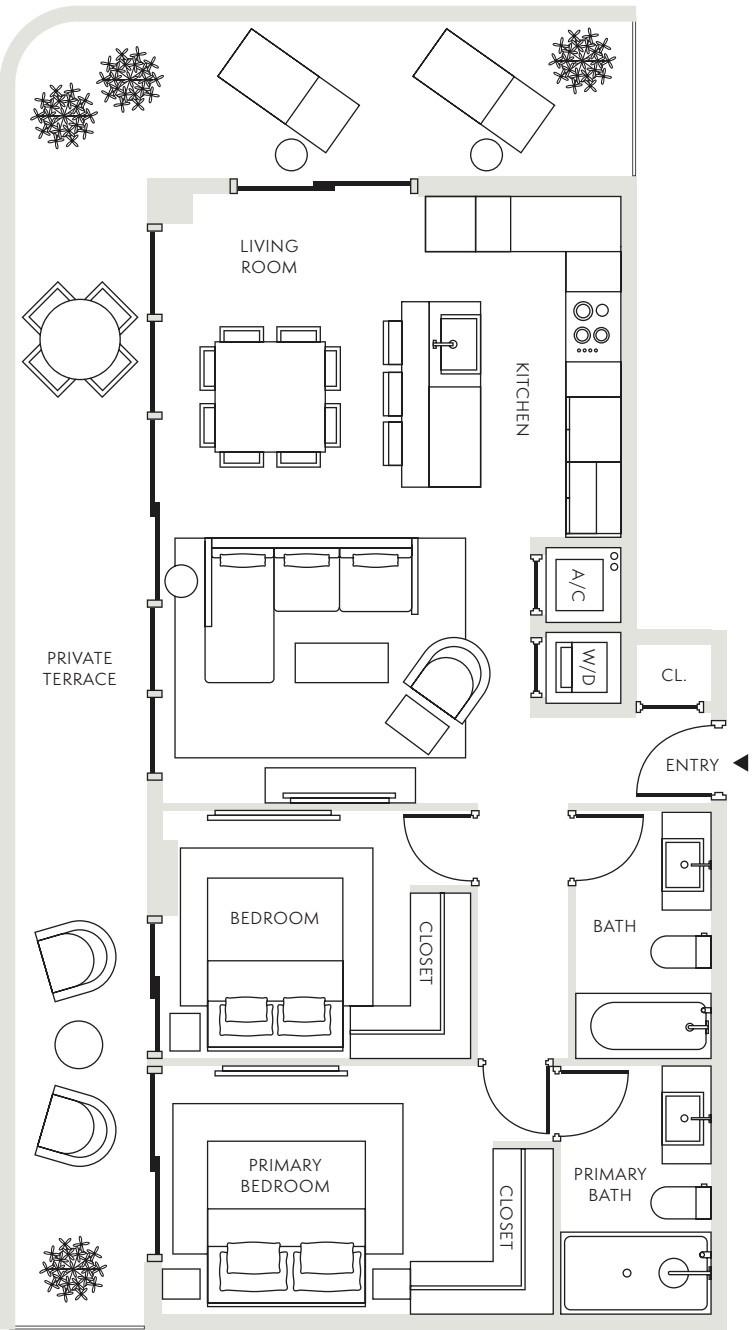 LIVING
ROOM
KITCHEN
A/C
W/D
CL.
PRIVATE
TERRACE
ENTRY
BEDROOM
CLOSET
BATH
PRIMARY
BEDROOM
CLOSET
PRIMARY
BATH